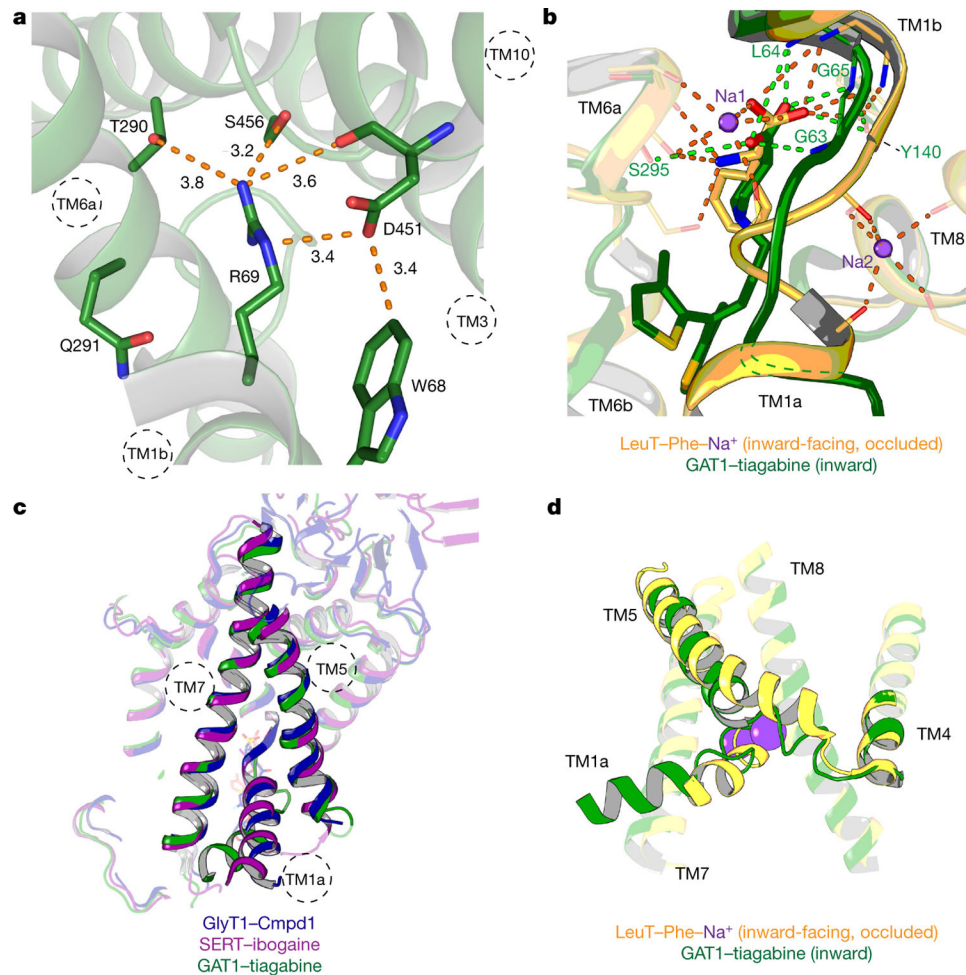 a
TM10
T290
S456
3.2
3.8
3.6
TM6a
D451
R69
3.4
3.4
Q291
TM3
W68
TM1b
b
TM1b
L64
G65
TM6a
Na1
G63
Y140
S295
TM8
Na2
TM6b
TM1a
LeuT–Phe–Na⁺ (inward-facing, occluded)
GAT1–tiagabine (inward)
c
TM5
TM7
TM1a
GlyT1–Cmpd1
SERT–ibogaine
GAT1–tiagabine
d
TM8
TM5
TM4
TM1a
TM7
LeuT–Phe–Na⁺ (inward-facing, occluded)
GAT1–tiagabine (inward)